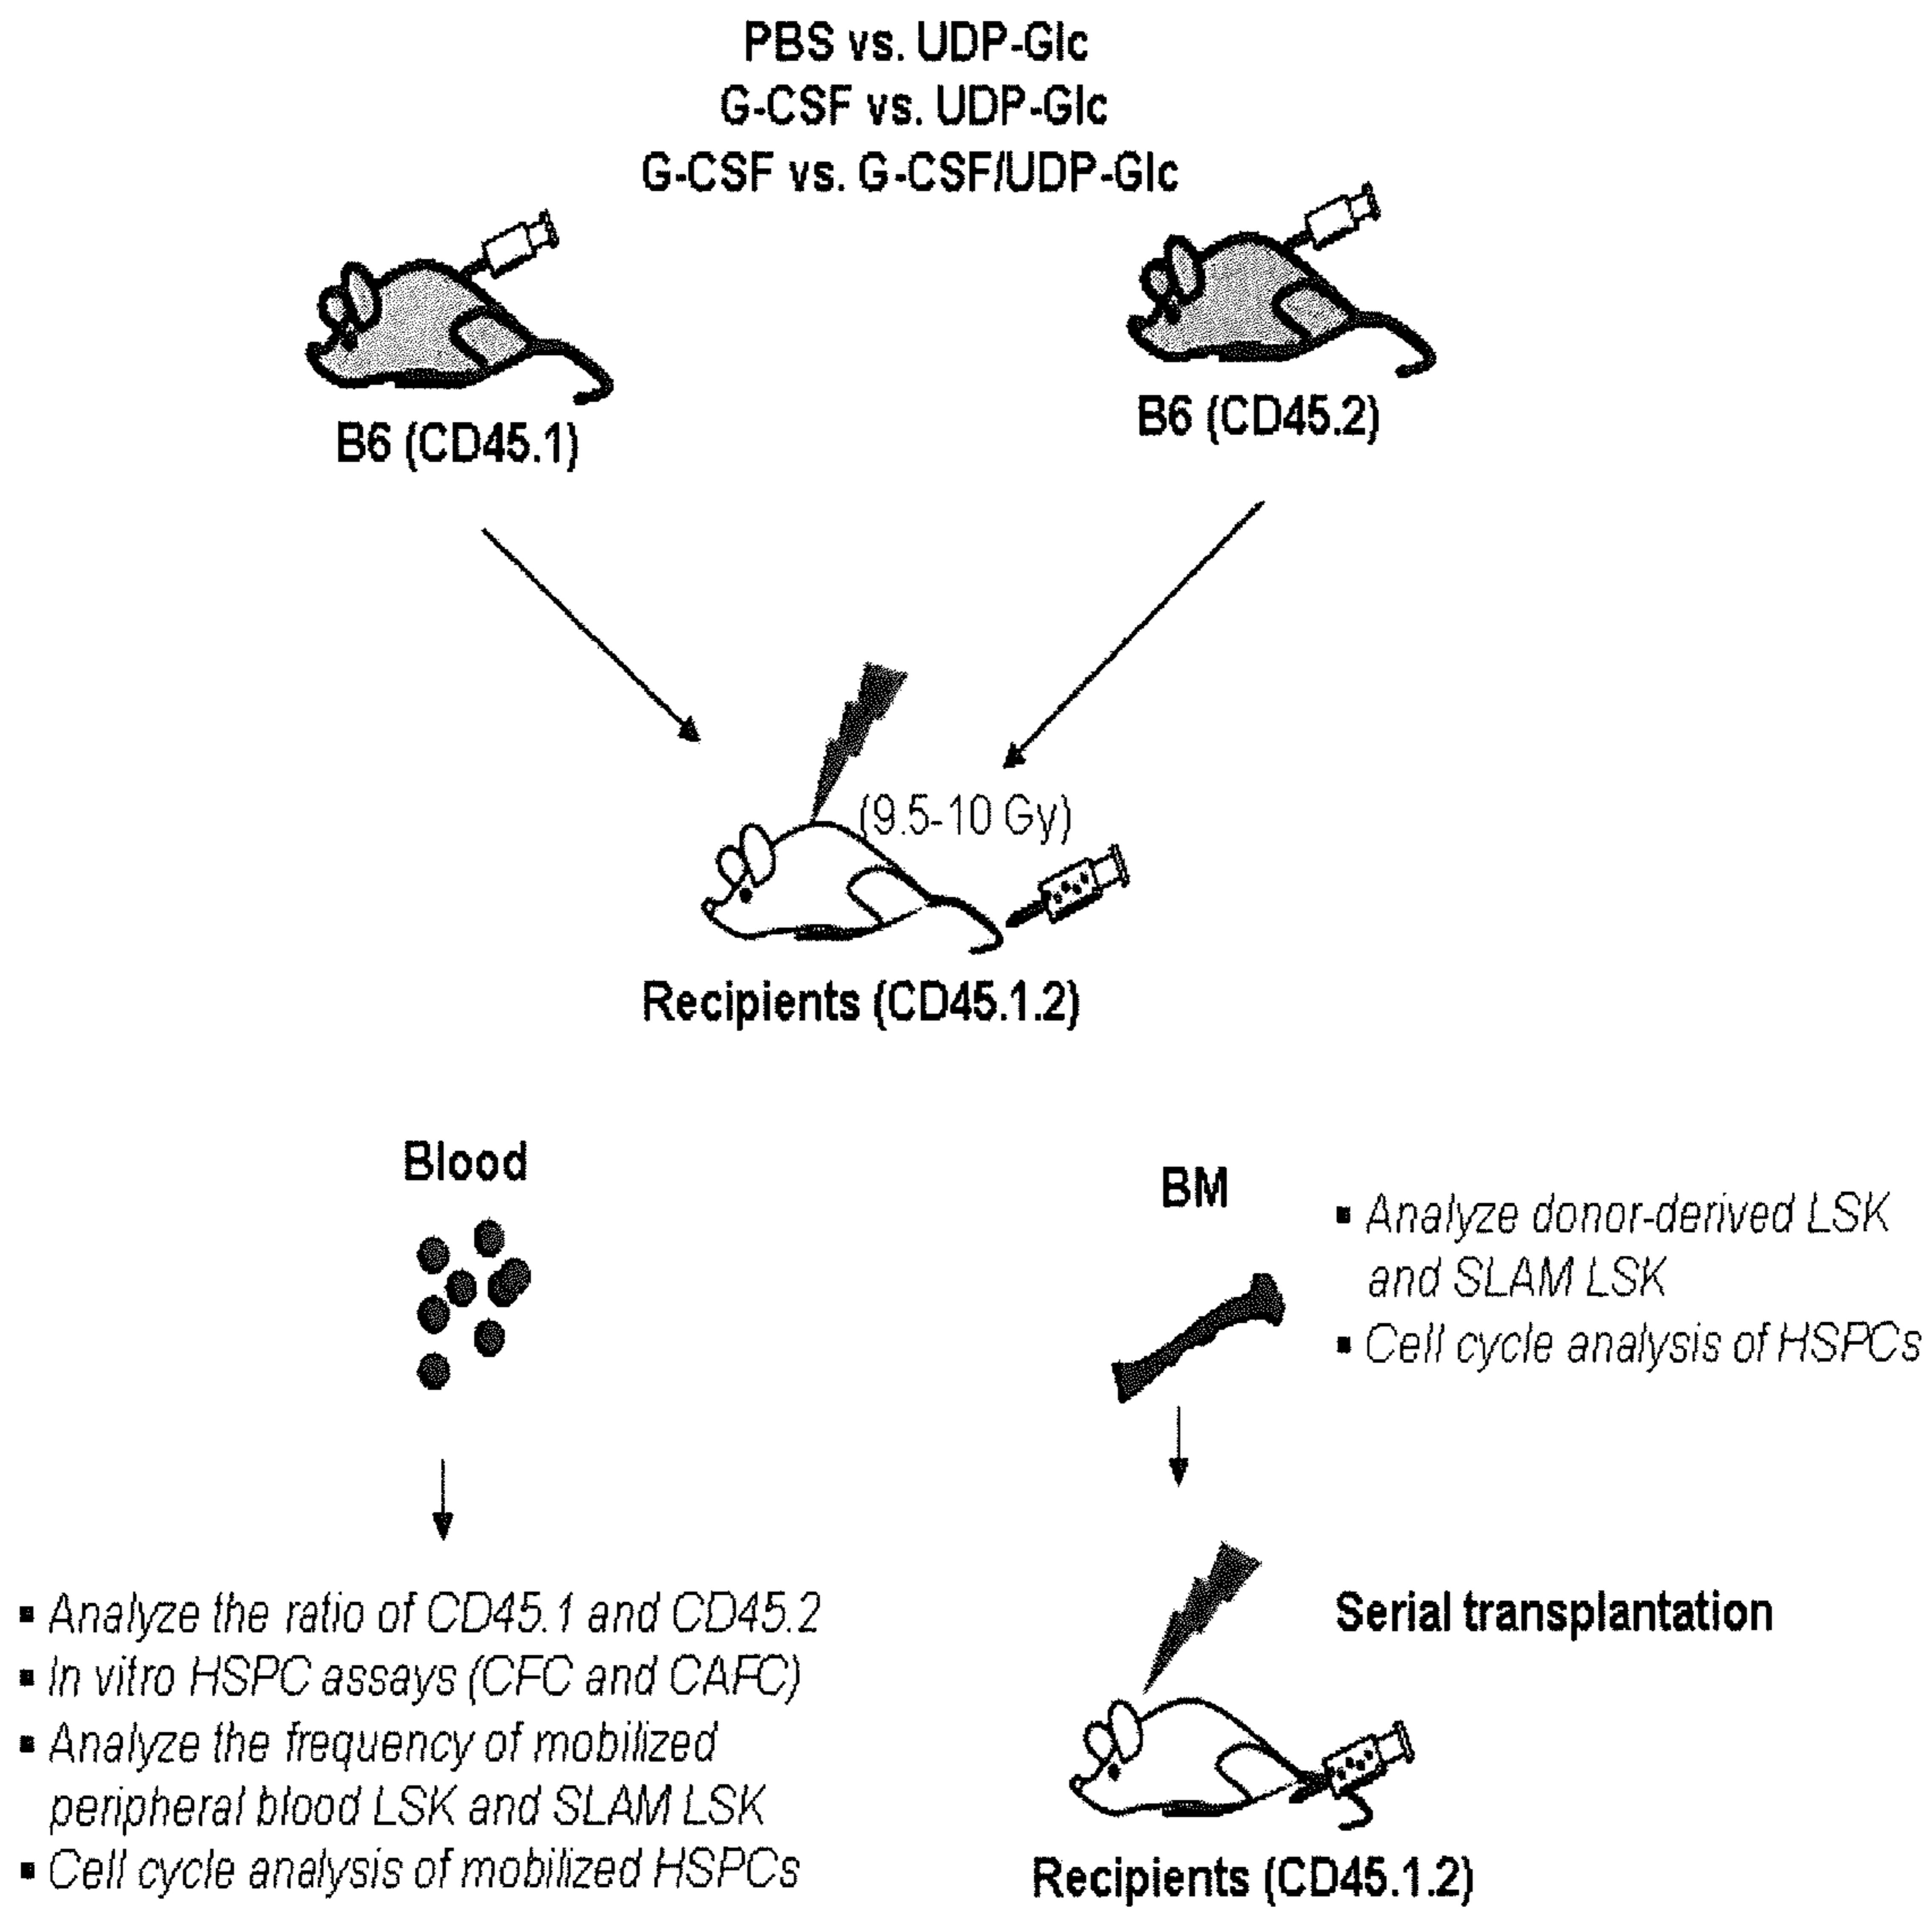 PBS vs. UDP-Glc
G-CSF vs. UDP-Glc
G-CSF vs. G-CSF/UDP-Glc
B6 (CD45.1)
B6 (CD45.2)
(9.5-10 Gy)
Recipients (CD45.1.2)
Blood
▪ Analyze the ratio of CD45.1 and CD45.2
▪ In vitro HSPC assays (CFC and CAFC)
▪ Analyze the frequency of mobilized
peripheral blood LSK and SLAM LSK
▪ Cell cycle analysis of mobilized HSPCs
BM
▪ Analyze donor-derived LSK
and SLAM LSK
▪ Cell cycle analysis of HSPCs
Serial transplantation
Recipients (CD45.1.2)